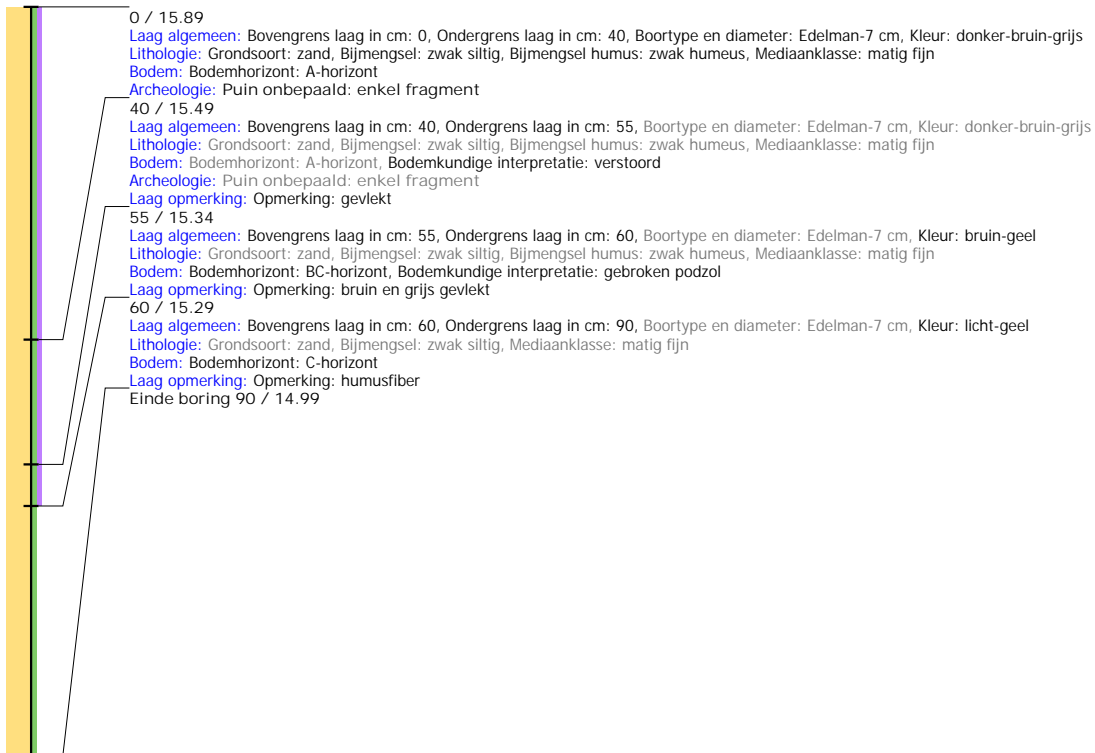 0 / 15.89
Laag algemeen: Bovengrens laag in cm: 0, Ondergrens laag in cm: 40, Boortype en diameter: Edelman-7 cm, Kleur: donker-bruin-grijs
Lithologie: Grondsoort: zand, Bijmengsel: zwak siltig, Bijmengsel humus: zwak humeus, Mediaanklasse: matig fijn
Bodem: Bodemhorizont: A-horizont
Archeologie: Puin onbepaald: enkel fragment
40 / 15.49
Laag algemeen: Bovengrens laag in cm: 40, Ondergrens laag in cm: 55, Boortype en diameter: Edelman-7 cm, Kleur: donker-bruin-grijs
Lithologie: Grondsoort: zand, Bijmengsel: zwak siltig, Bijmengsel humus: zwak humeus, Mediaanklasse: matig fijn
Bodem: Bodemhorizont: A-horizont, Bodemkundige interpretatie: verstoord
Archeologie: Puin onbepaald: enkel fragment
Laag opmerking: Opmerking: gevlekt
55 / 15.34
Laag algemeen: Bovengrens laag in cm: 55, Ondergrens laag in cm: 60, Boortype en diameter: Edelman-7 cm, Kleur: bruin-geel
Lithologie: Grondsoort: zand, Bijmengsel: zwak siltig, Bijmengsel humus: zwak humeus, Mediaanklasse: matig fijn
Bodem: Bodemhorizont: BC-horizont, Bodemkundige interpretatie: gebroken podzol
Laag opmerking: Opmerking: bruin en grijs gevlekt
60 / 15.29
Laag algemeen: Bovengrens laag in cm: 60, Ondergrens laag in cm: 90, Boortype en diameter: Edelman-7 cm, Kleur: licht-geel
Lithologie: Grondsoort: zand, Bijmengsel: zwak siltig, Mediaanklasse: matig fijn
Bodem: Bodemhorizont: C-horizont
Laag opmerking: Opmerking: humusfiber
Einde boring 90 / 14.99